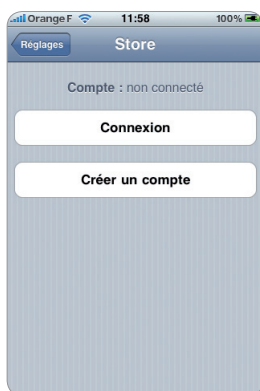 Orange F 11:58 100%
Réglages Store
Compte : non connecté
Connexion
Créer un compte